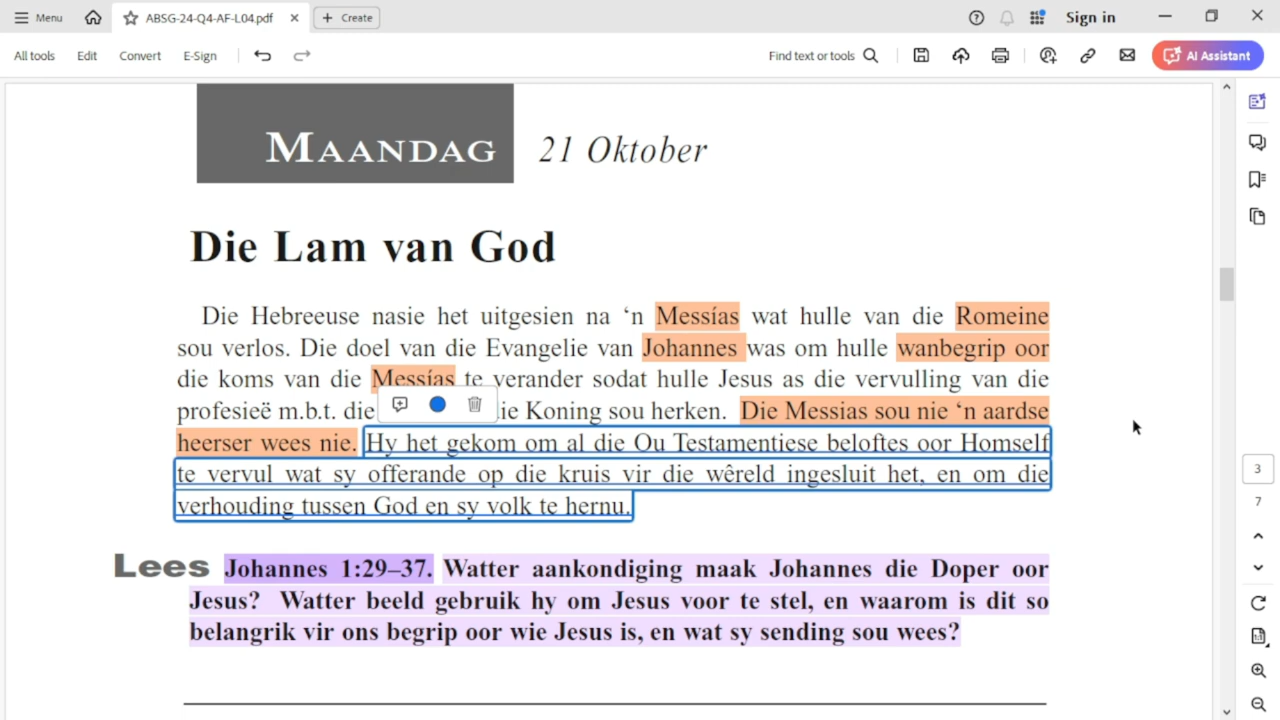 Menu
ABSG-24-Q4-AF-L04.pdf
Create
Sign in
All tools
Edit
Convert
E-Sign
Find text or tools
AI Assistant
MAANDAG
21 Oktober
Die Lam van God
Die Hebreeuse nasie het uitgesien na ‘n Messías wat hulle van die Romeine
sou verlos. Die doel van die Evangelie van Johannes was om hulle wanbegrip oor
die koms van die Messías te verander sodat hulle Jesus as die vervulling van die
profesieë m.b.t. die ie Koning sou herken. Die Messias sou nie ‘n aardse
heerser wees nie. Hy het gekom om al die Ou Testamentiese beloftes oor Homself
te vervul wat sy offerande op die kruis vir die wêreld ingesluit het, en om die
verhouding tussen God en sy volk te hernu.
Lees Johannes 1:29–37. Watter aankondiging maak Johannes die Doper oor
Jesus? Watter beeld gebruik hy om Jesus voor te stel, en waarom is dit so
belangrik vir ons begrip oor wie Jesus is, en wat sy sending sou wees?
3
7